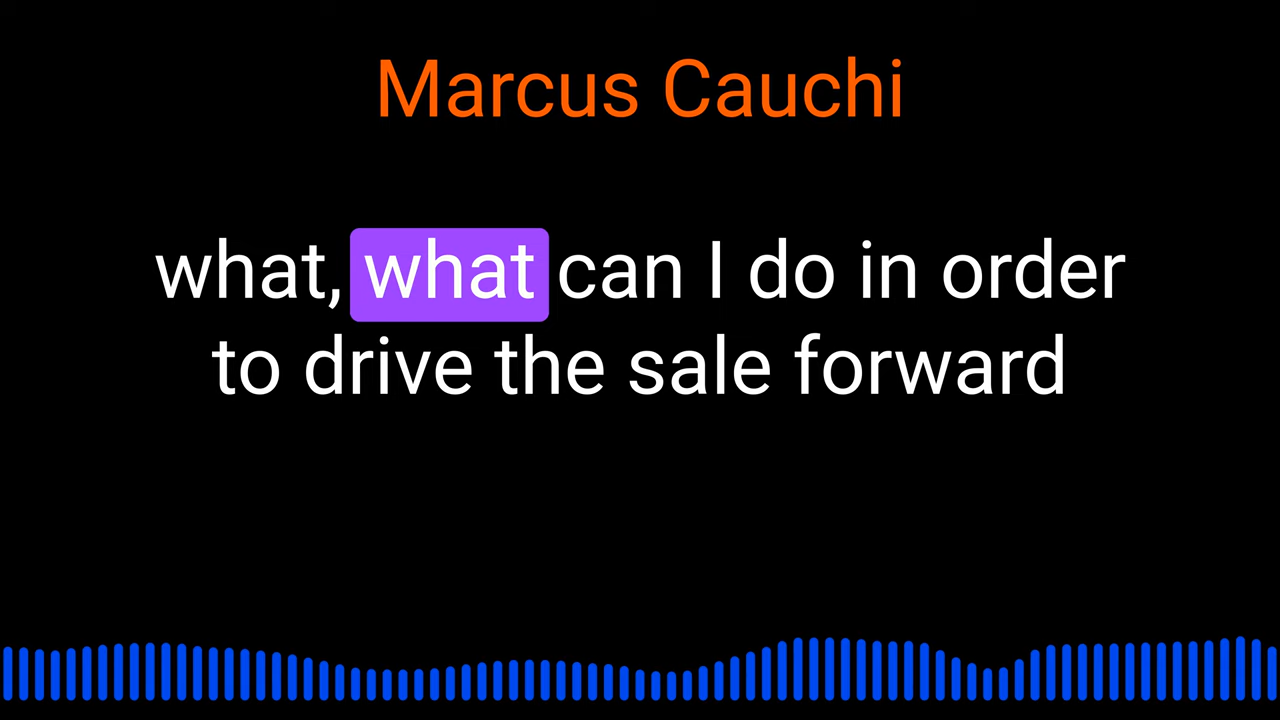 Marcus Cauchi
what, what can I do in order
to drive the sale forward